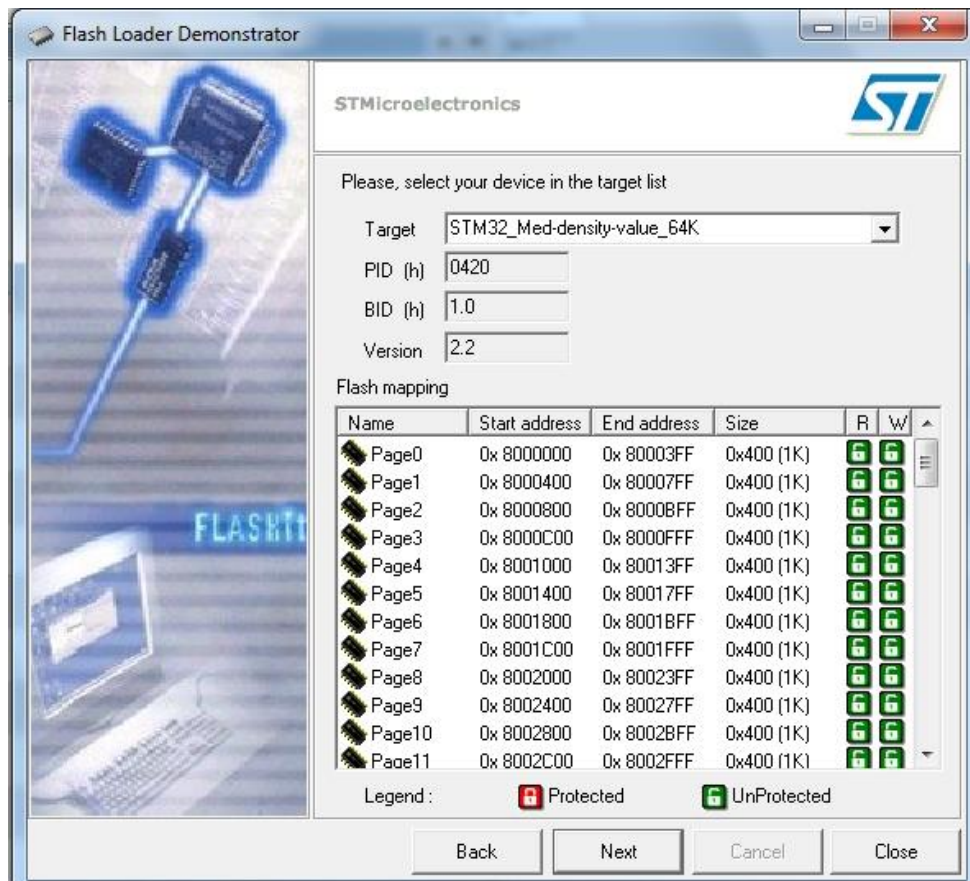 Flash Loader Demonstrator
STMicroelectronics
ST
Please, select your device in the target list
Target STM32_Med-density-value_64K
PID (h) 0420
BID (h) 1.0
Version 2.2
Flash mapping
Name Start address End address Size R W
Page0 0x 8000000 0x 80003FF 0x400 (1K)
Page1 0x 8000400 0x 80007FF 0x400 (1K)
Page2 0x 8000800 0x 8000BFF 0x400 (1K)
Page3 0x 8000C00 0x 8000FFF 0x400 (1K)
Page4 0x 8001000 0x 80013FF 0x400 (1K)
Page5 0x 8001400 0x 80017FF 0x400 (1K)
Page6 0x 8001800 0x 8001BFF 0x400 (1K)
Page7 0x 8001C00 0x 8001FFF 0x400 (1K)
Page8 0x 8002000 0x 80023FF 0x400 (1K)
Page9 0x 8002400 0x 80027FF 0x400 (1K)
Page10 0x 8002800 0x 8002BFF 0x400 (1K)
Page11 0x 8002C00 0x 8002FFF 0x400 (1K)
FLASHIt
Legend : Protected UnProtected
Back Next Cancel Close